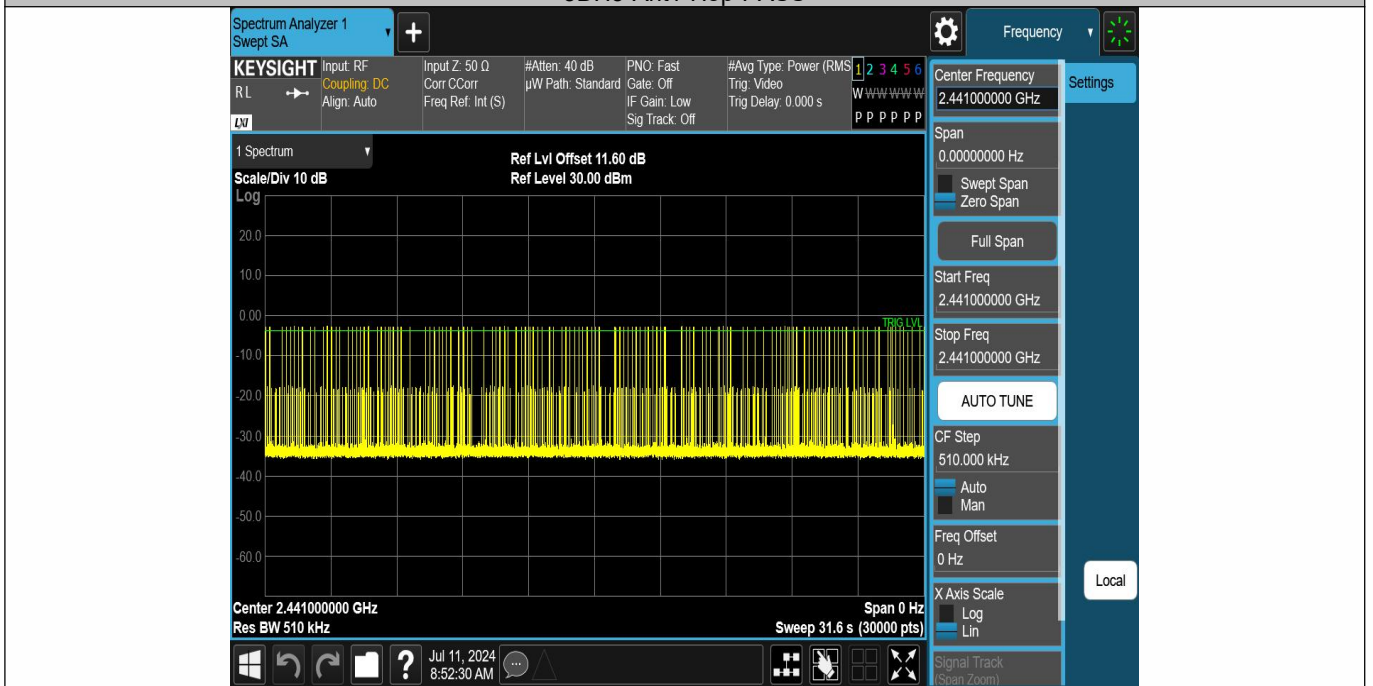 Spectrum Analyzer 1
Swept SA
+
Frequency
KEYSIGHT
RL
LXI
Input: RF
Coupling: DC
Align: Auto
Input Z: 50 Ω
Corr CCorr
Freq Ref: Int (S)
#Atten: 40 dB
µW Path: Standard
PNO: Fast
Gate: Off
IF Gain: Low
Sig Track: Off
#Avg Type: Power (RMS
Trig: Video
Trig Delay: 0.000 s
1 2 3 4 5 6
W W W W W W
P P P P P P
Center Frequency
2.441000000 GHz
Settings
1 Spectrum
Scale/Div 10 dB
Log
Ref Lvl Offset 11.60 dB
Ref Level 30.00 dBm
20.0
10.0
0.00
-10.0
-20.0
-30.0
-40.0
-50.0
-60.0
TRIG LVL
Center 2.441000000 GHz
Res BW 510 kHz
Span 0 Hz
Sweep 31.6 s (30000 pts)
Span
0.00000000 Hz
Swept Span
Zero Span
Full Span
Start Freq
2.441000000 GHz
Stop Freq
2.441000000 GHz
AUTO TUNE
CF Step
510.000 kHz
Auto
Man
Freq Offset
0 Hz
X Axis Scale
Log
Lin
Signal Track
(Span Zoom)
Local
?
Jul 11, 2024
8:52:30 AM